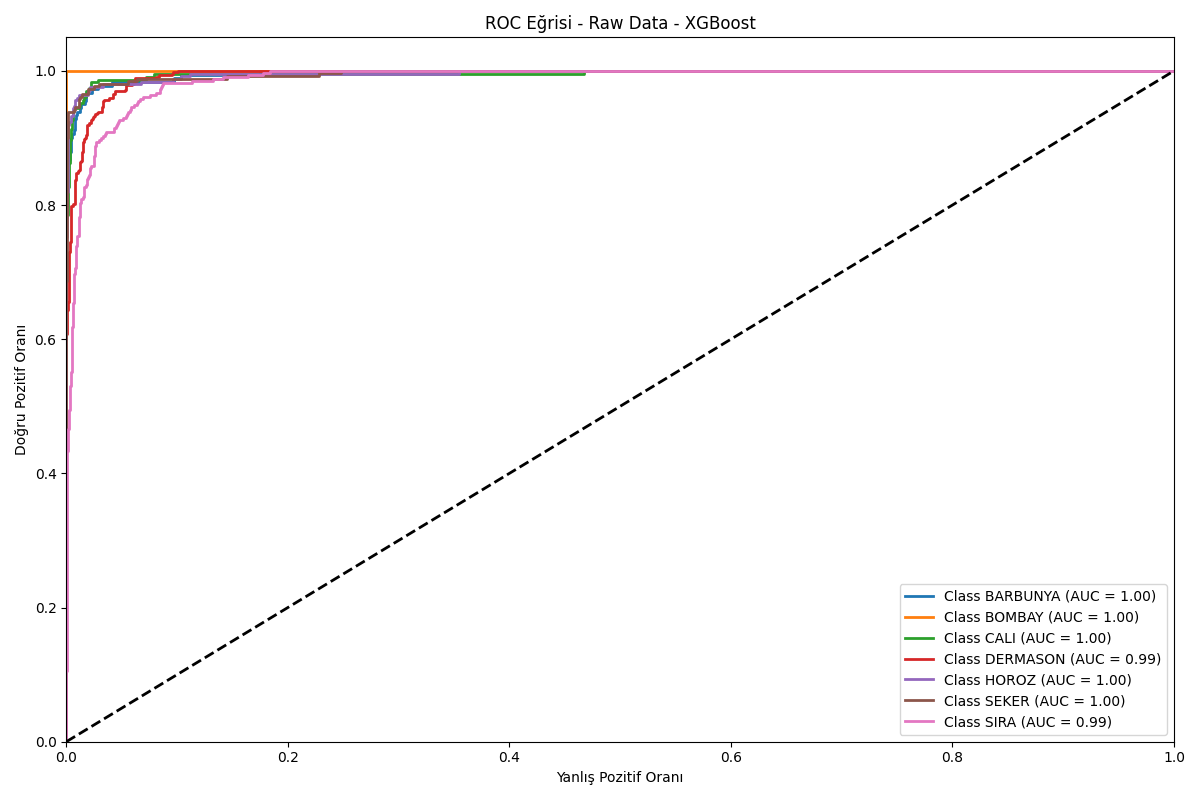 ROC Eğrisi - Raw Data - XGBoost
1.0
0.8
0.6
0.4
0.2
0.0
Doğru Pozitif Oranı
0.0 0.2 0.4 0.6 0.8 1.0
Yanlış Pozitif Oranı
Class BARBUNYA (AUC = 1.00)
Class BOMBAY (AUC = 1.00)
Class CALI (AUC = 1.00)
Class DERMASON (AUC = 0.99)
Class HOROZ (AUC = 1.00)
Class SEKER (AUC = 1.00)
Class SIRA (AUC = 0.99)